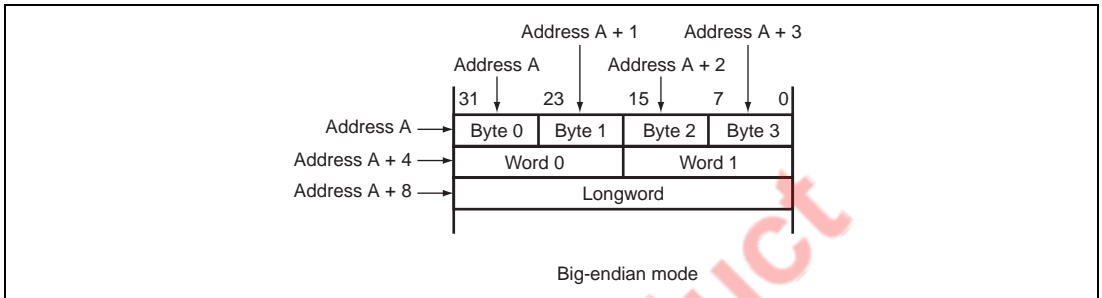 Address A + 1 Address A + 3
Address A Address A + 2
31 23 15 7 0
Address A Byte 0 Byte 1 Byte 2 Byte 3
Address A + 4 Word 0 Word 1
Address A + 8 Longword
Big-endian mode